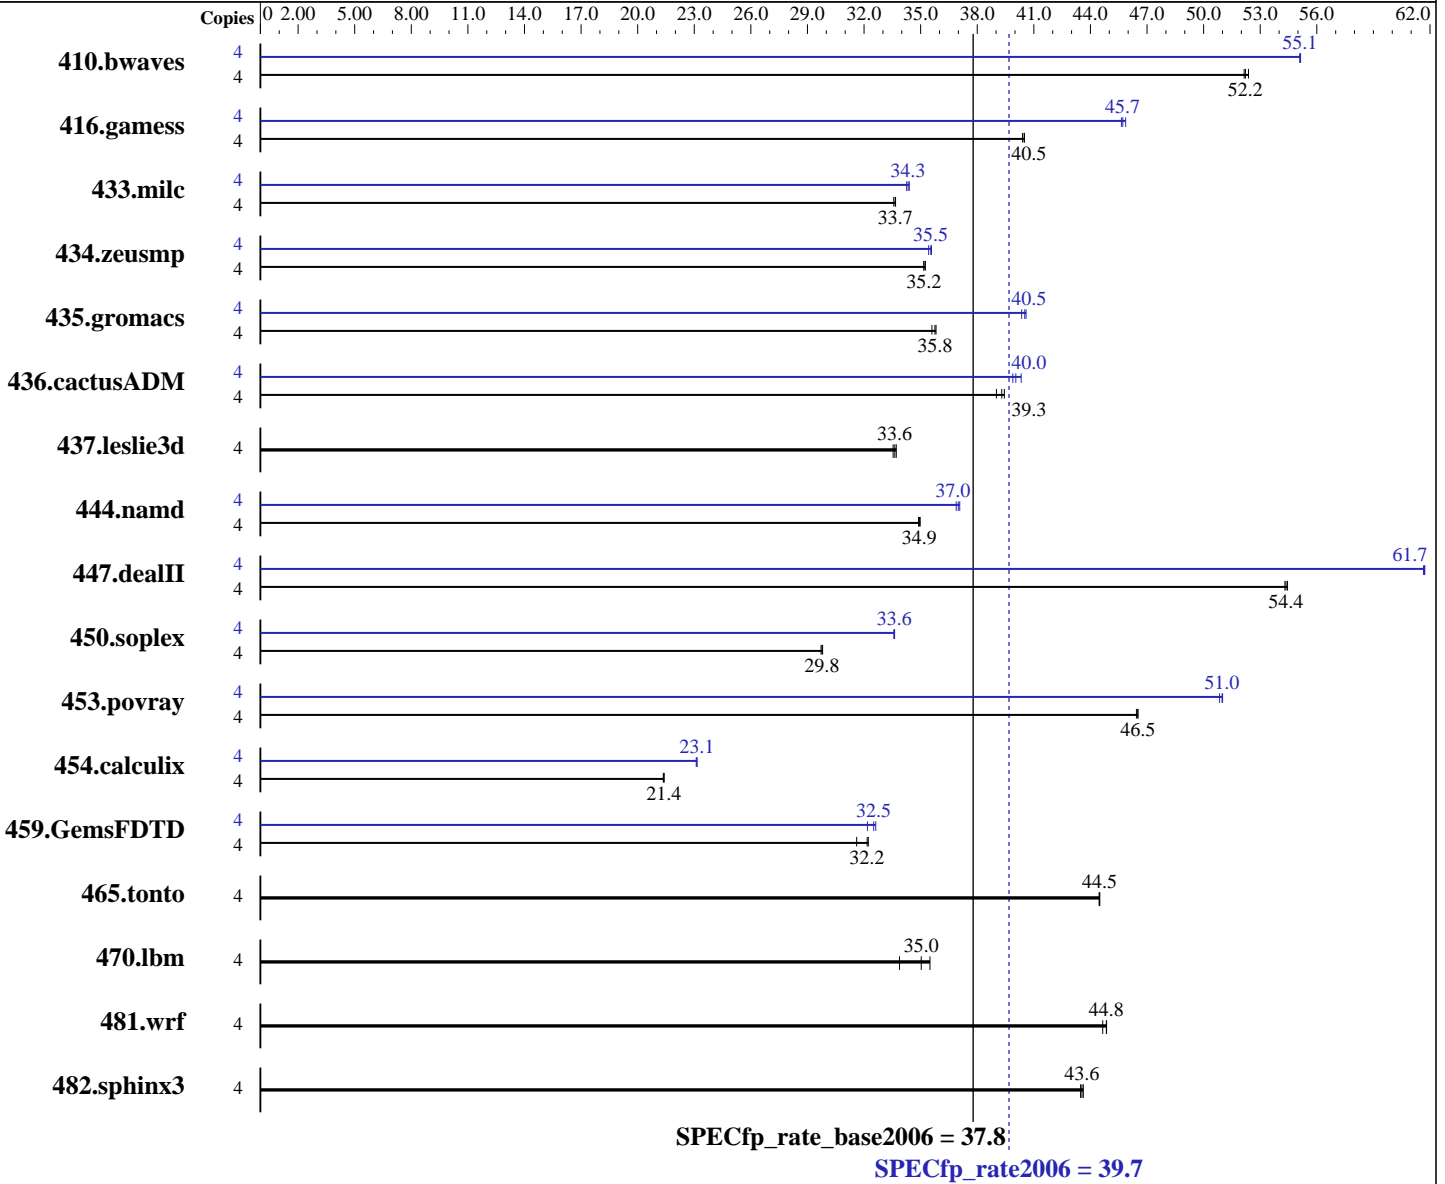 Copies 0 2.00 5.00 8.00 11.0 14.0 17.0 20.0 23.0 26.0 29.0 32.0 35.0 38.0 41.0 44.0 47.0 50.0 53.0 56.0 62.0
410.bwaves 4 55.1
4 52.2
416.gamess 4 45.7
4 40.5
433.milc 4 34.3
4 33.7
434.zeusmp 4 35.5
4 35.2
435.gromacs 4 40.5
4 35.8
436.cactusADM 4 40.0
4 39.3
437.leslie3d 4 33.6
444.namd 4 37.0
4 34.9
447.dealII 4 61.7
4 54.4
450.soplex 4 33.6
4 29.8
453.povray 4 51.0
4 46.5
454.calculix 4 23.1
4 21.4
459.GemsFDTD 4 32.5
4 32.2
465.tonto 4 44.5
470.lbm 4 35.0
481.wrf 4 44.8
482.sphinx3 4 43.6
SPECfp_rate_base2006 = 37.8
SPECfp_rate2006 = 39.7